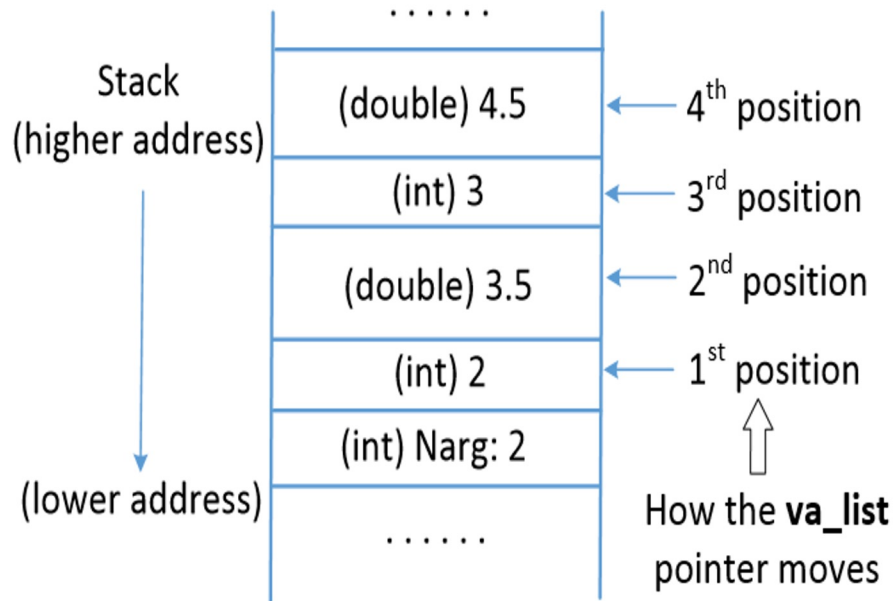 . . . . . .
Stack
(higher address)
(double) 4.5
4th position
(int) 3
3rd position
(double) 3.5
2nd position
(int) 2
1st position
(int) Narg: 2
(lower address)
How the va_list
pointer moves
. . . . . .